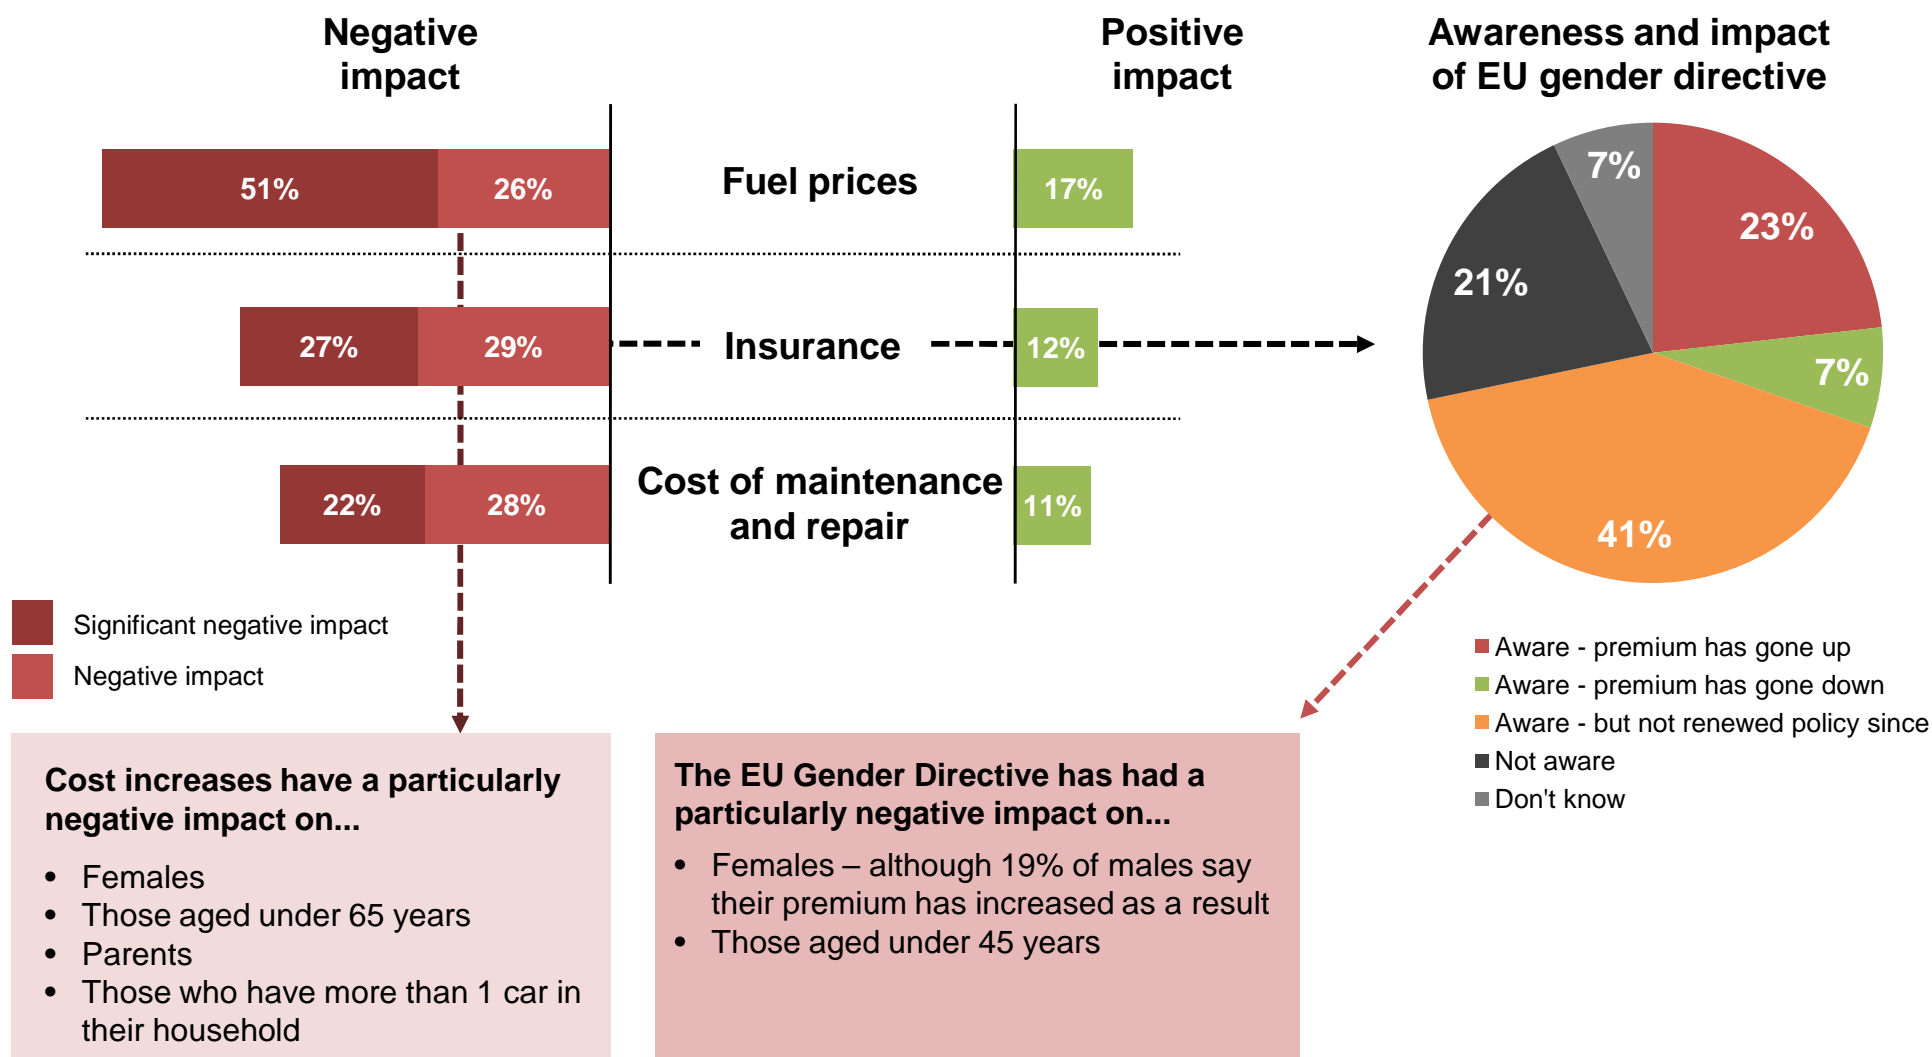 Negative
impact
Positive
impact
Awareness and impact
of EU gender directive
51%
26%
Fuel prices
17%
27%
29%
Insurance
12%
22%
28%
Cost of maintenance
and repair
11%
7%
23%
21%
7%
41%
Significant negative impact
Negative impact
Aware - premium has gone up
Aware - premium has gone down
Aware - but not renewed policy since
Not aware
Don't know
Cost increases have a particularly
negative impact on...
• Females
• Those aged under 65 years
• Parents
• Those who have more than 1 car in
their household
The EU Gender Directive has had a
particularly negative impact on...
• Females – although 19% of males say
their premium has increased as a result
• Those aged under 45 years